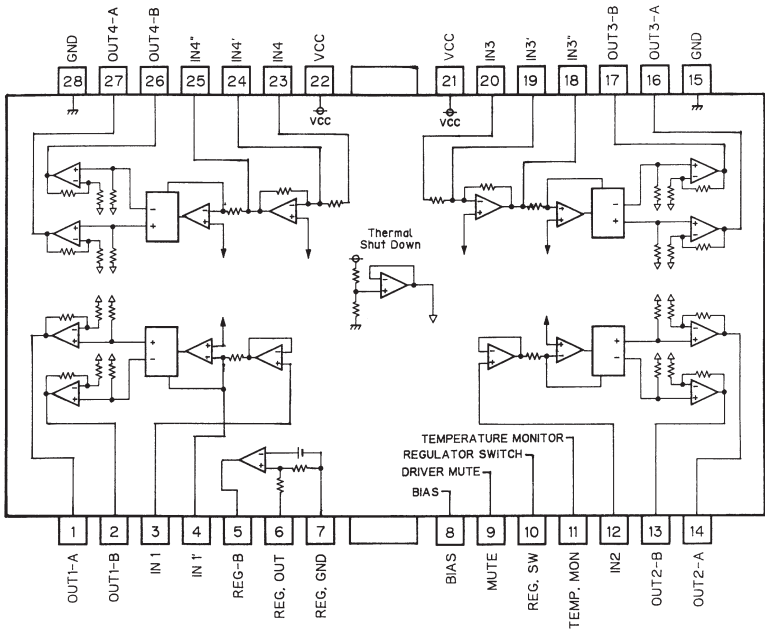 GND
OUT4-A
OUT4-B
IN4"
IN4'
IN4
VCC
VCC
IN3
IN3'
IN3"
OUT3-B
OUT3-A
GND
28
27
26
25
24
23
22
21
20
19
18
17
16
15
VCC
VCC
Thermal
Shut Down
TEMPERATURE MONITOR
REGULATOR SWITCH
DRIVER MUTE
BIAS
1
2
3
4
5
6
7
8
9
10
11
12
13
14
OUT1-A
OUT1-B
IN 1
IN 1'
REG-B
REG, OUT
REG, GND
BIAS
MUTE
REG, SW
TEMP, MON
IN2
OUT2-B
OUT2-A